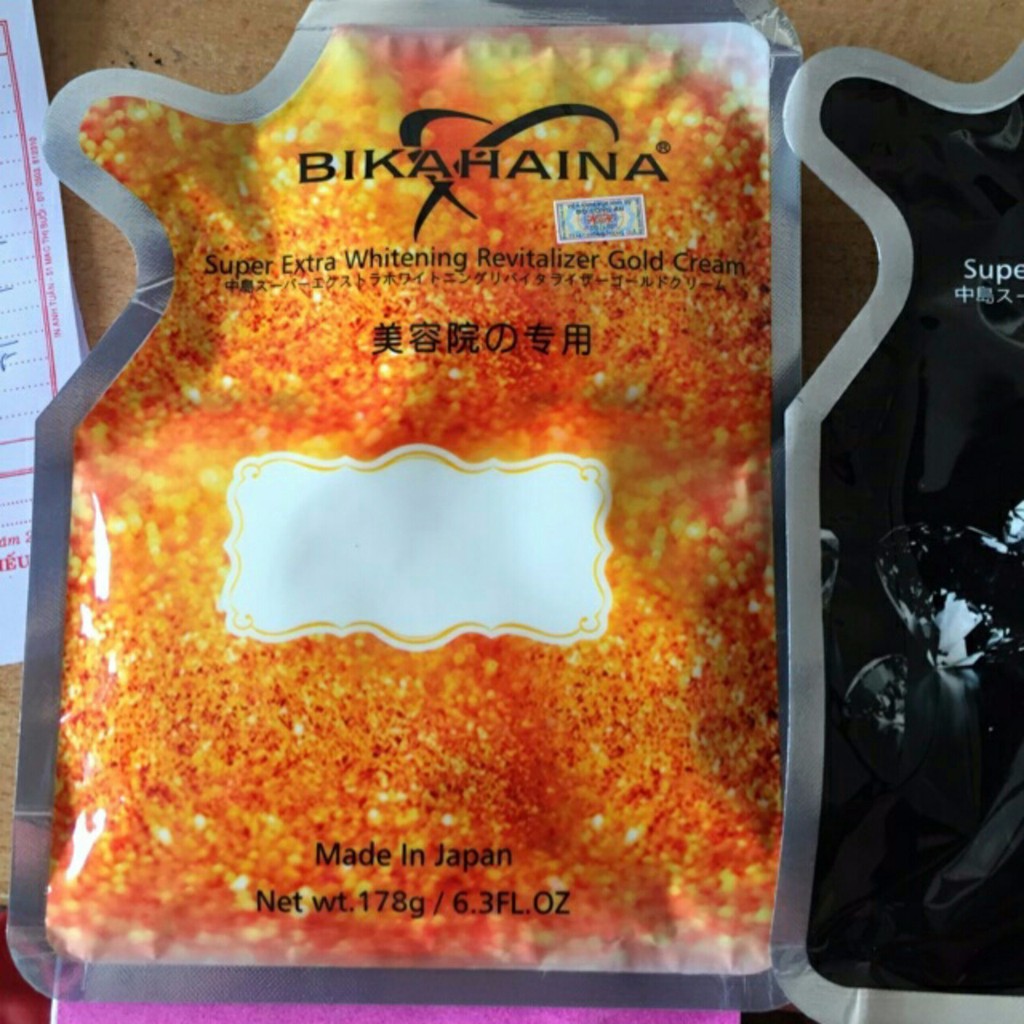 BIKAHAINA®
Super Extra Whitening Revitalizer Gold Cream
中島スーパーエクストラホワイトニングリバイタライザーゴールドクリーム
美容院の专用
Made In Japan
Net wt.178g / 6.3FL.OZ
Supe
中島ス